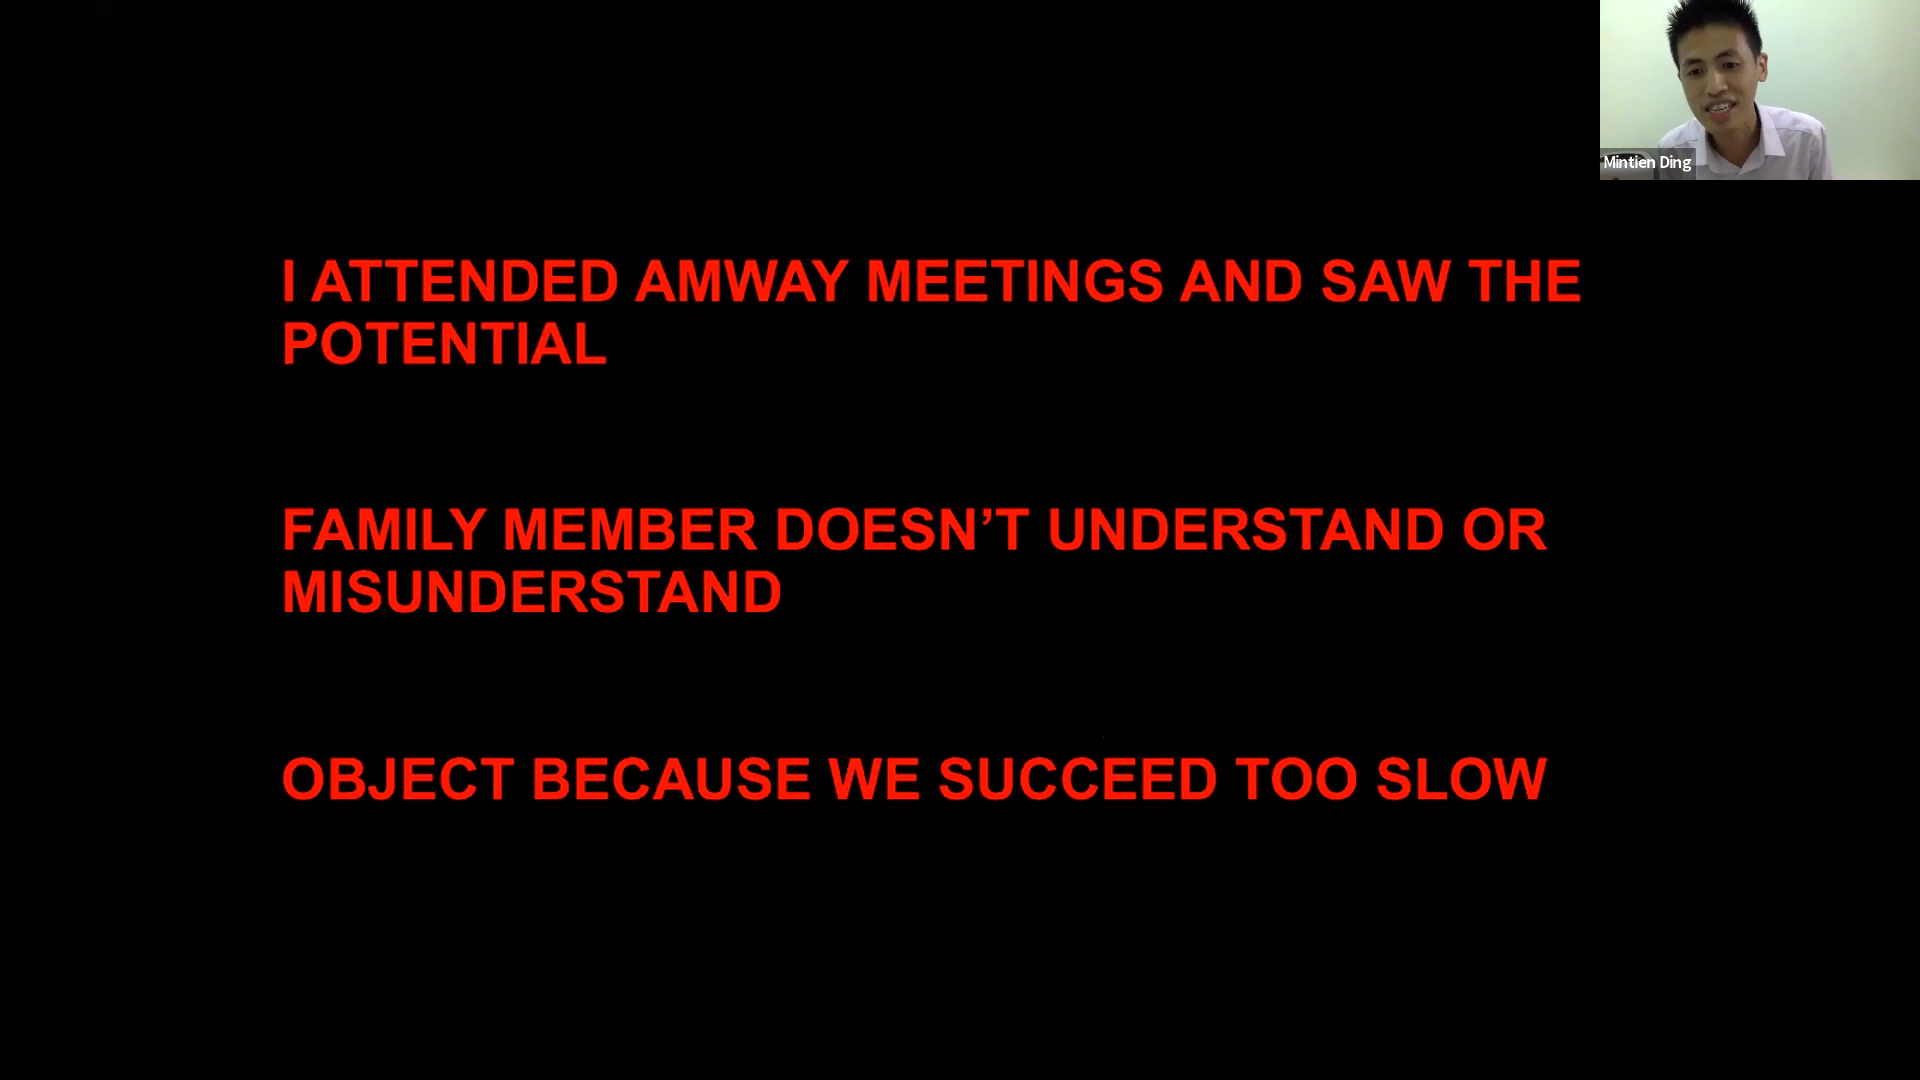 Mintien Ding
I ATTENDED AMWAY MEETINGS AND SAW THE
POTENTIAL
FAMILY MEMBER DOESN’T UNDERSTAND OR
MISUNDERSTAND
OBJECT BECAUSE WE SUCCEED TOO SLOW